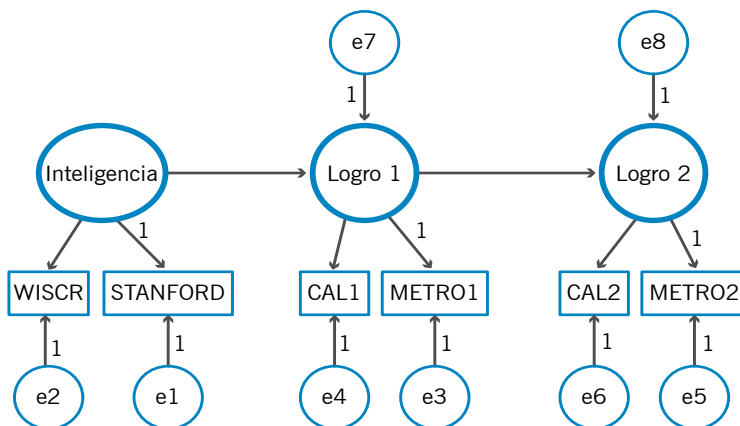 e7
e8
1
1
Inteligencia
Logro 1
Logro 2
1
1
1
WISCR
STANFORD
CAL1
METRO1
CAL2
METRO2
1
1
1
1
1
1
e2
e1
e4
e3
e6
e5